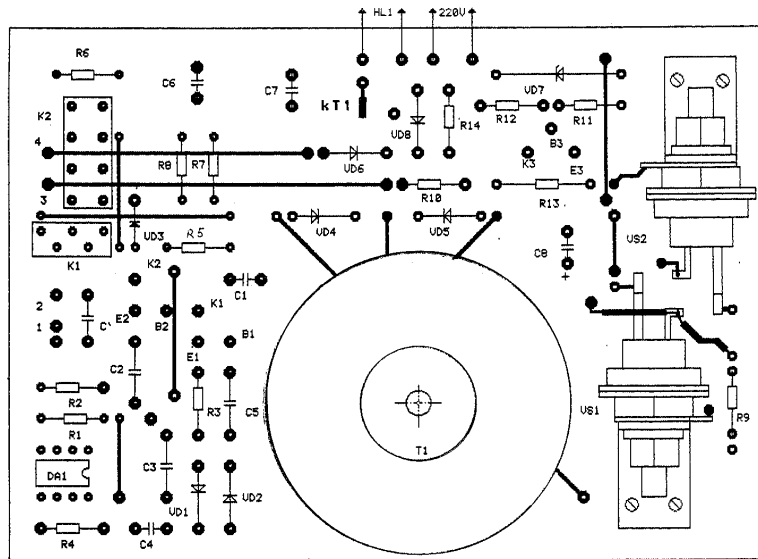 HL1 220V
R6
C6 C7
kT1
VD7
K2
R12 R11
VD8 R14
B3
4
R8 R7
VD6
K3 E3
3
R10
R13
VD4 VD5
VD3
R5
K1
K2
C8
VS2
C1
+
2
K1
1
C1
E2 B2
E1 B1
C2
R2
R3 C5
R1
VS1
R9
T1
C3
DA1
VD1 VD2
R4
C4